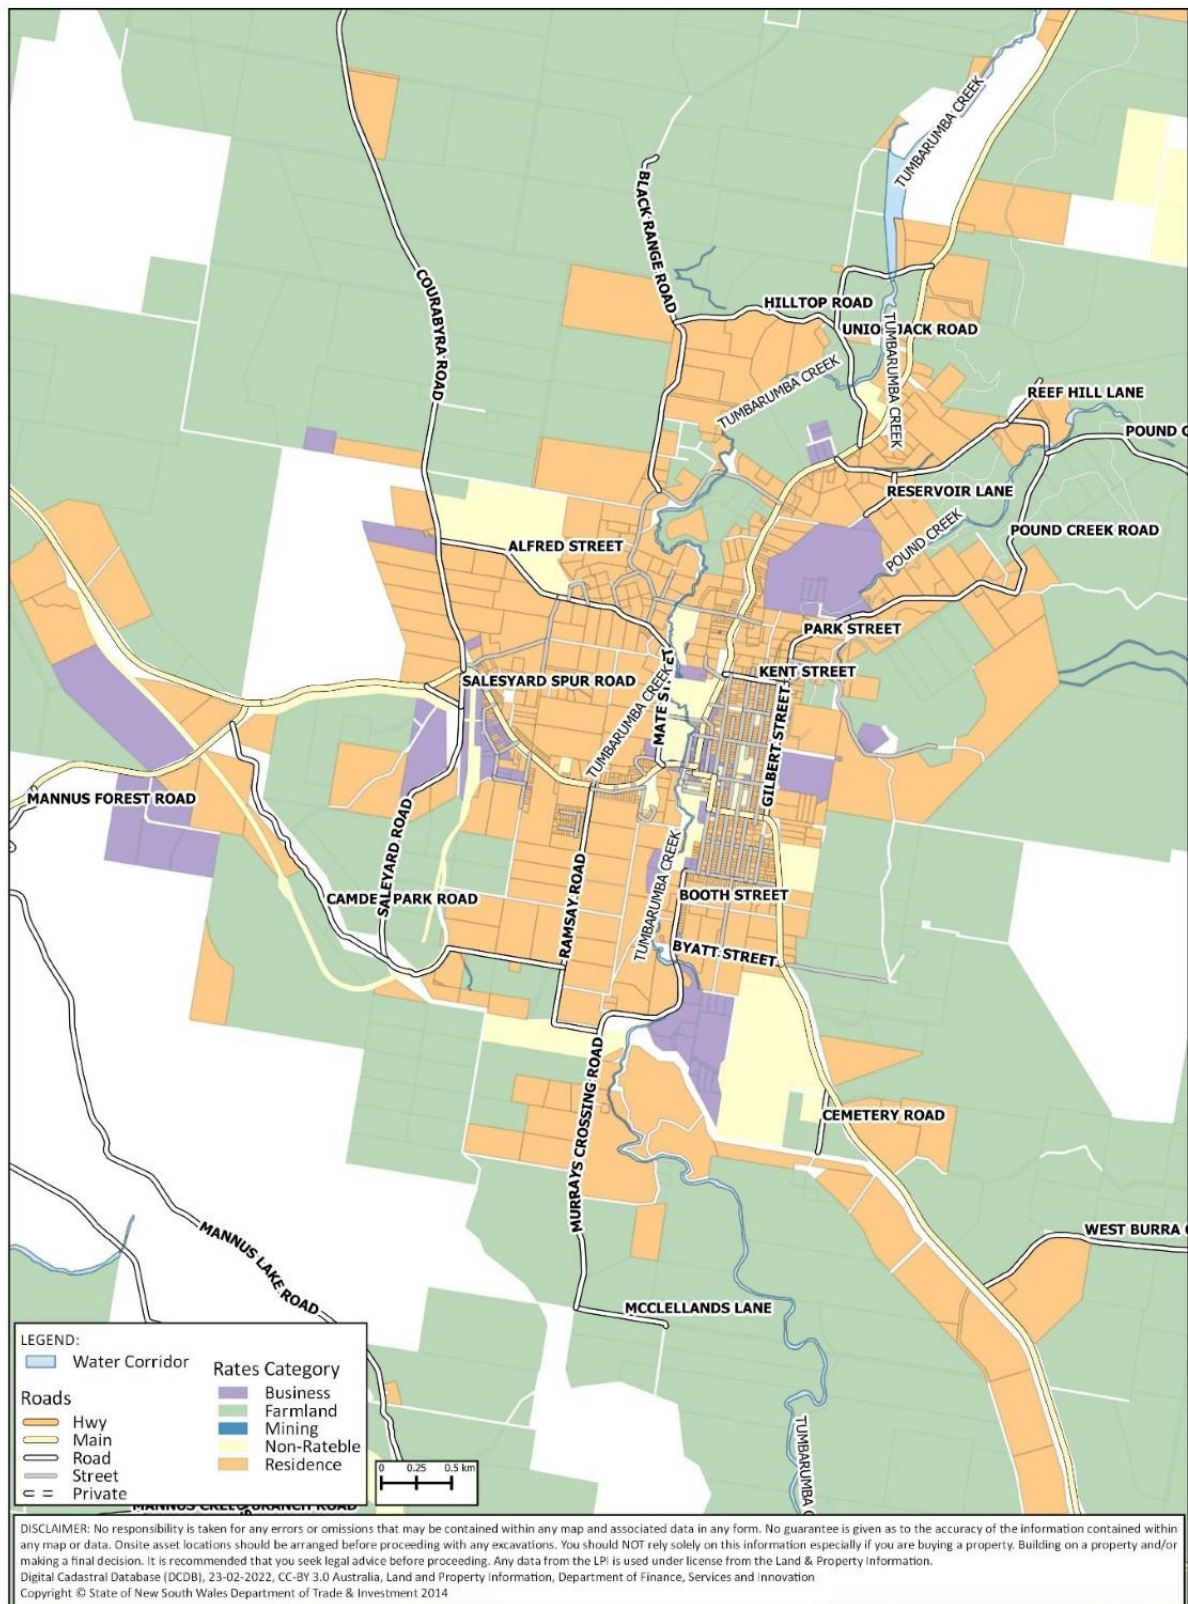 TUMBARUMBA CREEK
BLACK RANGE ROAD
COURABYRA ROAD
HILLTOP ROAD
UNION JACK ROAD
TUMBARUMBA CREEK
TUMBARUMBA CREEK
REEF HILL LANE
POUND C
RESERVOIR LANE
POUND CREEK
POUND CREEK ROAD
ALFRED STREET
PARK STREET
KENT STREET
SALESYARD SPUR ROAD
MATE STREET
TUMBARUMBA CREEK
GILBERT STREET
MANNUS FOREST ROAD
SALEYARD ROAD
RAMSAY ROAD
TUMBARUMBA CREEK
BOOTH STREET
CAMDEN PARK ROAD
BYATT STREET
MURRAYS CROSSING ROAD
CEMETERY ROAD
WEST BURRA
MANNUS LAKE ROAD
MCCLELLANDS LANE
TUMBARUMBA C
LEGEND:
Water Corridor
Roads
Hwy
Main
Road
Street
Private
Rates Category
Business
Farmland
Mining
Non-Rateble
Residence
0 0.25 0.5 km
MANNUS CREEK BRANCH ROAD
DISCLAIMER: No responsibility is taken for any errors or omissions that may be contained within any map and associated data in any form. No guarantee is given as to the accuracy of the information contained within
any map or data. Onsite asset locations should be arranged before proceeding with any excavations. You should NOT rely solely on this information especially if you are buying a property. Building on a property and/or
making a final decision. It is recommended that you seek legal advice before proceeding. Any data from the LPI is used under license from the Land & Property Information.
Digital Cadastral Database (DCDB), 23-02-2022, CC-BY 3.0 Australia, Land and Property Information, Department of Finance, Services and Innovation
Copyright © State of New South Wales Department of Trade & Investment 2014